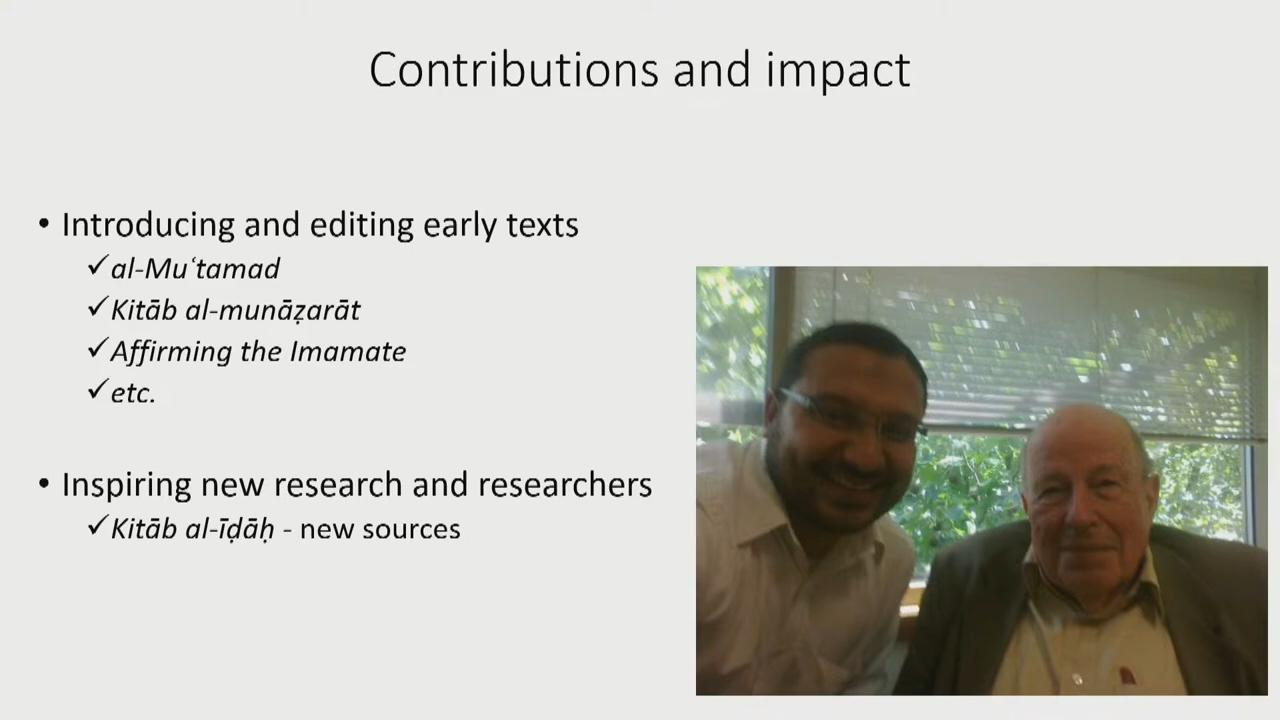 Contributions and impact
• Introducing and editing early texts
✓ al-Muʿtamad
✓ Kitāb al-munāẓarāt
✓ Affirming the Imamate
✓ etc.
• Inspiring new research and researchers
✓ Kitāb al-īḍāḥ - new sources